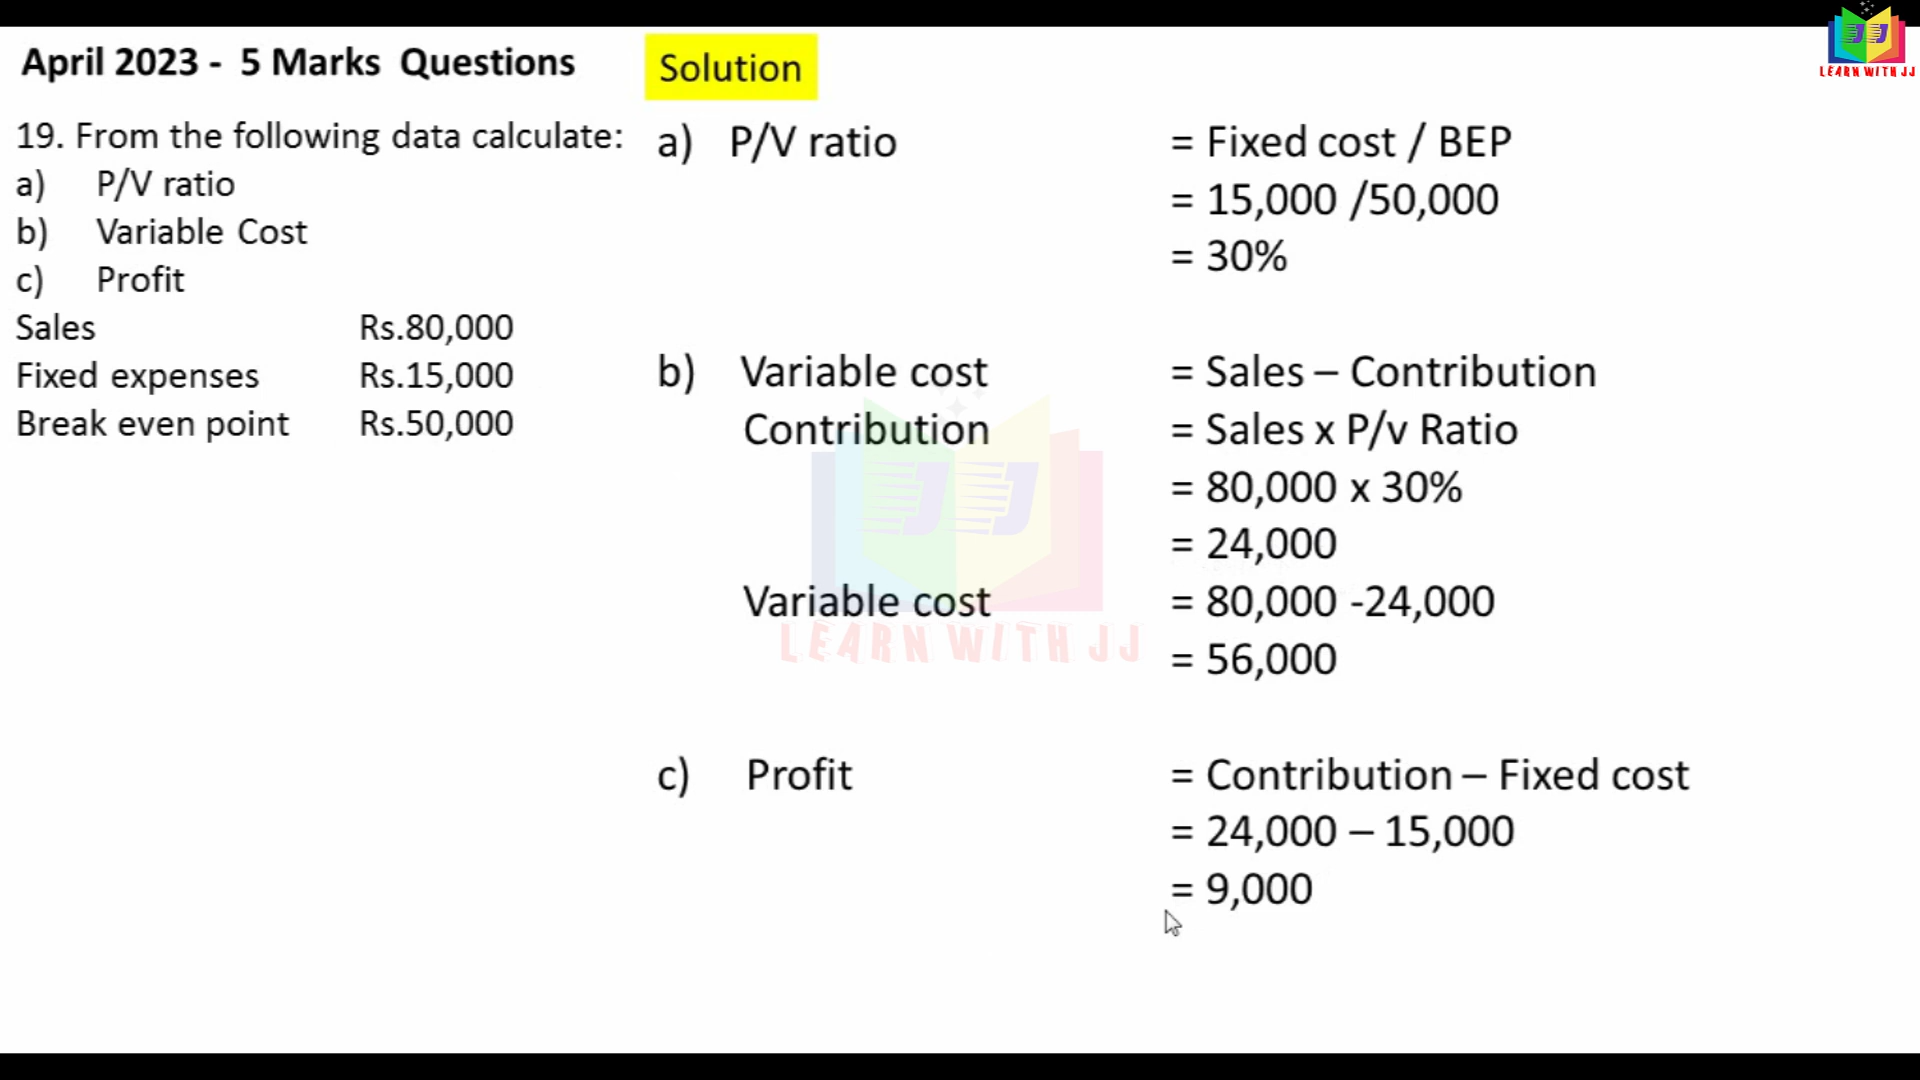 April 2023 - 5 Marks Questions
19. From the following data calculate:
a) P/V ratio
b) Variable Cost
c) Profit
Sales Rs.80,000
Fixed expenses Rs.15,000
Break even point Rs.50,000
Solution
a) P/V ratio = Fixed cost / BEP
= 15,000 /50,000
= 30%
b) Variable cost = Sales – Contribution
Contribution = Sales x P/v Ratio
= 80,000 x 30%
= 24,000
Variable cost = 80,000 -24,000
= 56,000
c) Profit = Contribution – Fixed cost
= 24,000 – 15,000
= 9,000
JJ
LEARN WITH JJ
JJ
LEARN WITH JJ